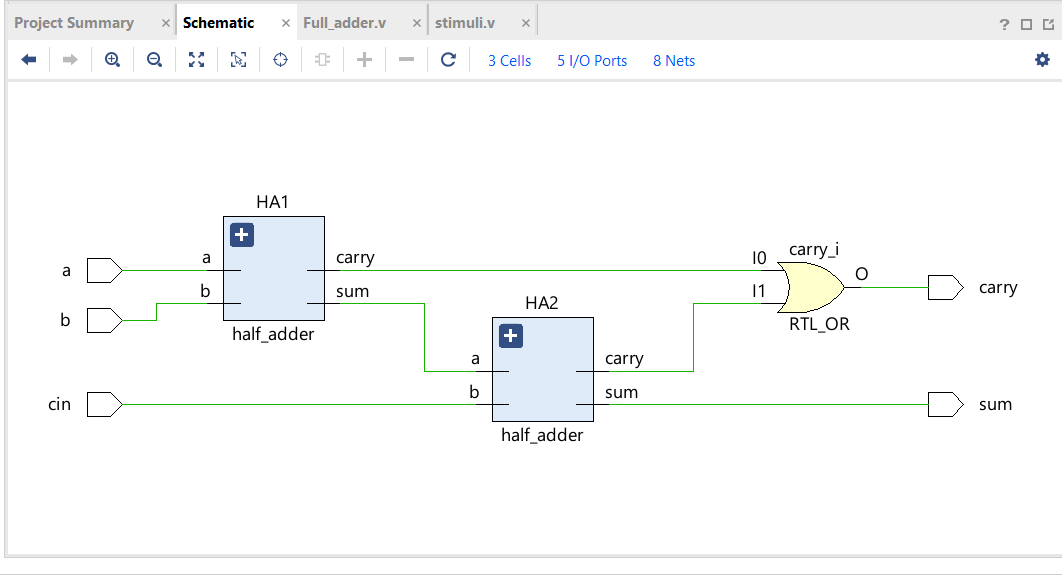 Project Summary × Schematic × Full_adder.v × stimuli.v ×
?
3 Cells 5 I/O Ports 8 Nets
HA1
a
a
carry
b
b
sum
half_adder
cin
HA2
a
carry
b
sum
half_adder
carry_i
I0
I1
O
RTL_OR
carry
sum